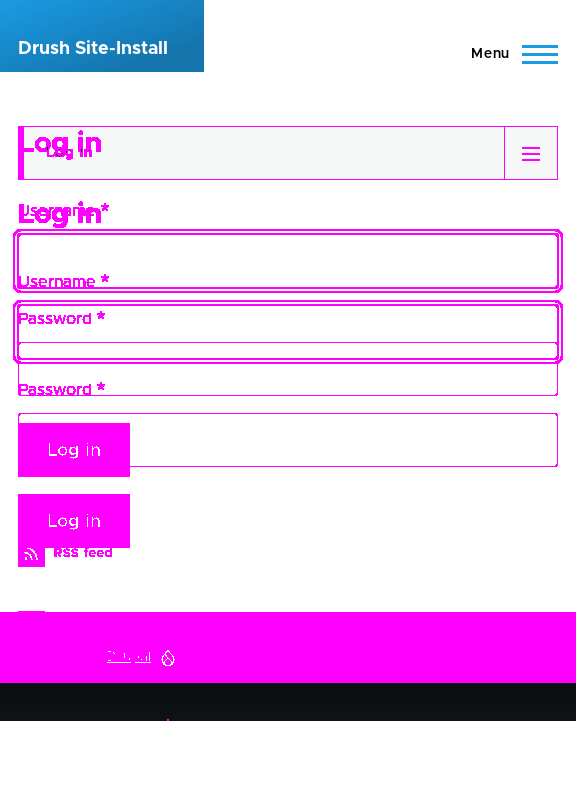 Drush Site-Install
Menu
Log in
Log in
Username *
Log in
Username *
Password *
Password *
Log in
Log in
RSS feed